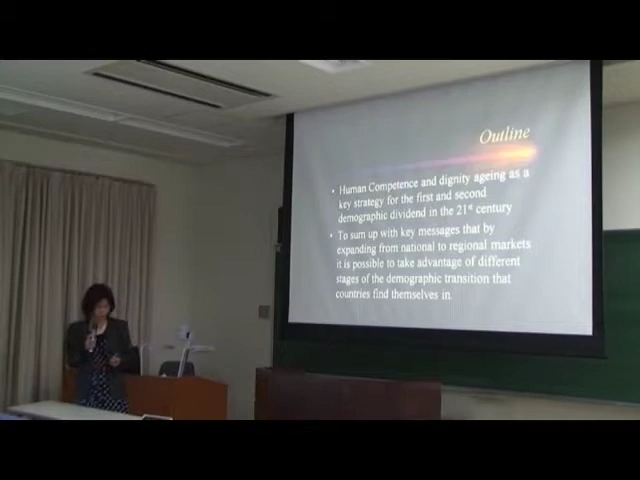 Outline
• Human Competence and dignity ageing as a
key strategy for the first and second
demographic dividend in the 21st century
• To sum up with key messages that by
expanding from national to regional markets
it is possible to take advantage of different
stages of the demographic transition that
countries find themselves in.